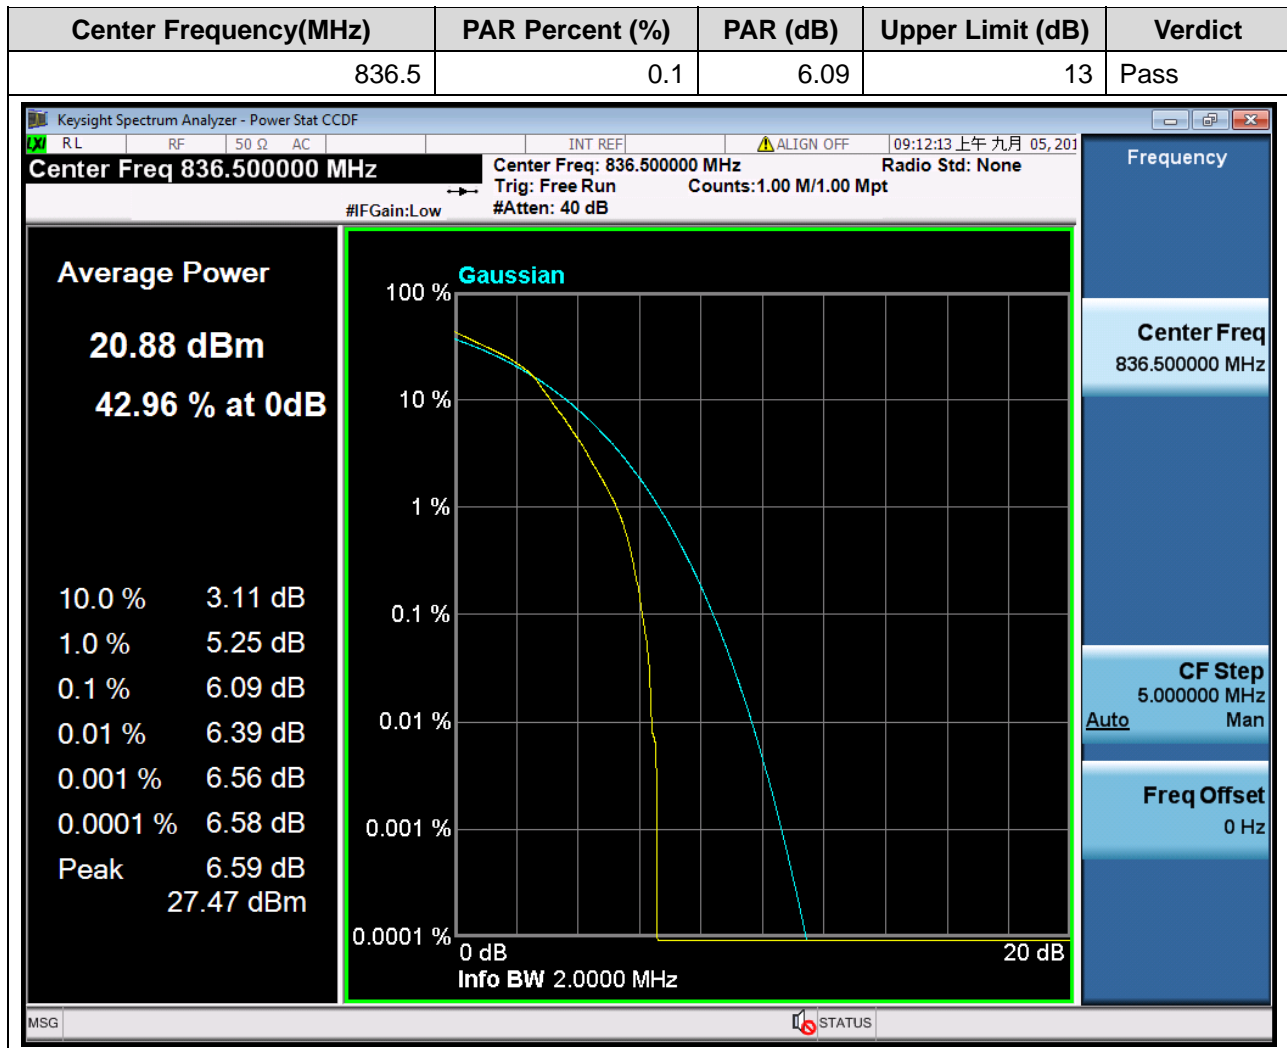 Center Frequency(MHz) PAR Percent (%) PAR (dB) Upper Limit (dB) Verdict
836.5 0.1 6.09 13 Pass
Keysight Spectrum Analyzer - Power Stat CCDF
LXI RL RF 50 Ω AC INT REF ALIGN OFF 09:12:13 上午 九月 05, 201
Center Freq 836.500000 MHz
Center Freq: 836.500000 MHz Radio Std: None
Trig: Free Run Counts:1.00 M/1.00 Mpt
#IFGain:Low #Atten: 40 dB
Average Power
20.88 dBm
42.96 % at 0dB
10.0 % 3.11 dB
1.0 % 5.25 dB
0.1 % 6.09 dB
0.01 % 6.39 dB
0.001 % 6.56 dB
0.0001 % 6.58 dB
Peak 6.59 dB
27.47 dBm
Gaussian
100 %
10 %
1 %
0.1 %
0.01 %
0.001 %
0.0001 %
0 dB 20 dB
Info BW 2.0000 MHz
Frequency
Center Freq
836.500000 MHz
CF Step
5.000000 MHz
Auto Man
Freq Offset
0 Hz
MSG STATUS